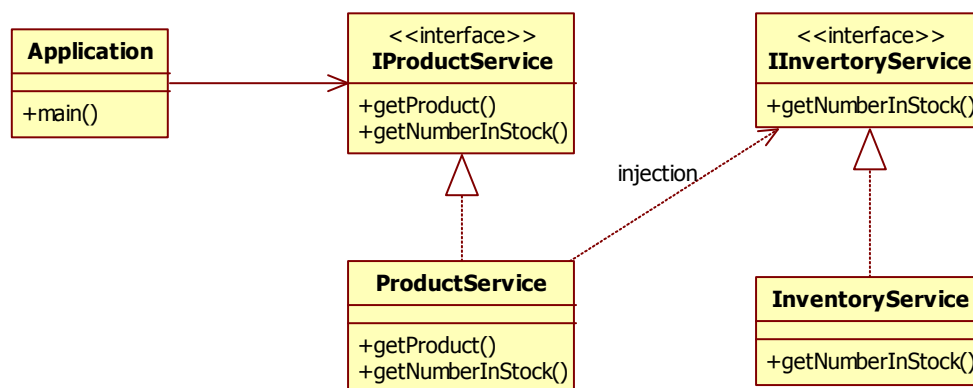 Application
+main()
<<interface>>
IProductService
+getProduct()
+getNumberInStock()
<<interface>>
IInvertoryService
+getNumberInStock()
injection
ProductService
+getProduct()
+getNumberInStock()
InventoryService
+getNumberInStock()